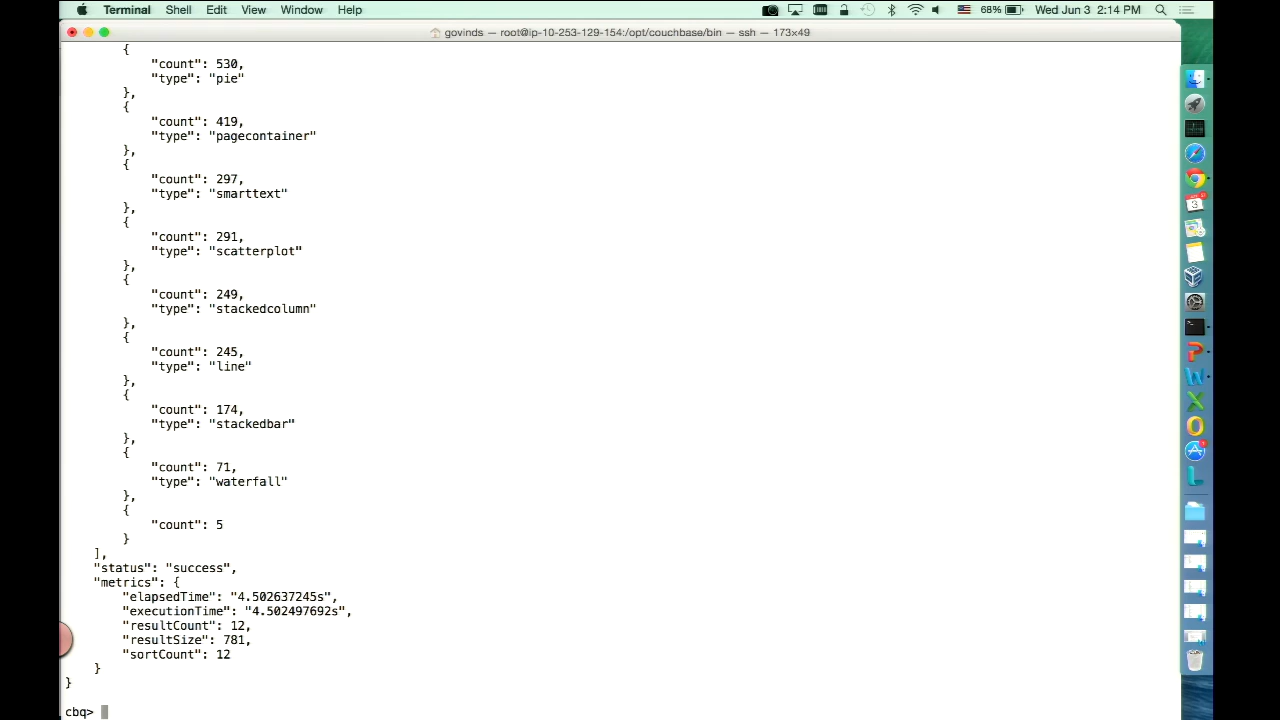 Terminal Shell Edit View Window Help 68% Wed Jun 3 2:14 PM
govinds — root@ip-10-253-129-154:/opt/couchbase/bin — ssh — 173×49
{
"count": 530,
"type": "pie"
},
{
"count": 419,
"type": "pagecontainer"
},
{
"count": 297,
"type": "smarttext"
},
{
"count": 291,
"type": "scatterplot"
},
{
"count": 249,
"type": "stackedcolumn"
},
{
"count": 245,
"type": "line"
},
{
"count": 174,
"type": "stackedbar"
},
{
"count": 71,
"type": "waterfall"
},
{
"count": 5
}
],
"status": "success",
"metrics": {
"elapsedTime": "4.502637245s",
"executionTime": "4.502497692s",
"resultCount": 12,
"resultSize": 781,
"sortCount": 12
}
}
cbq>